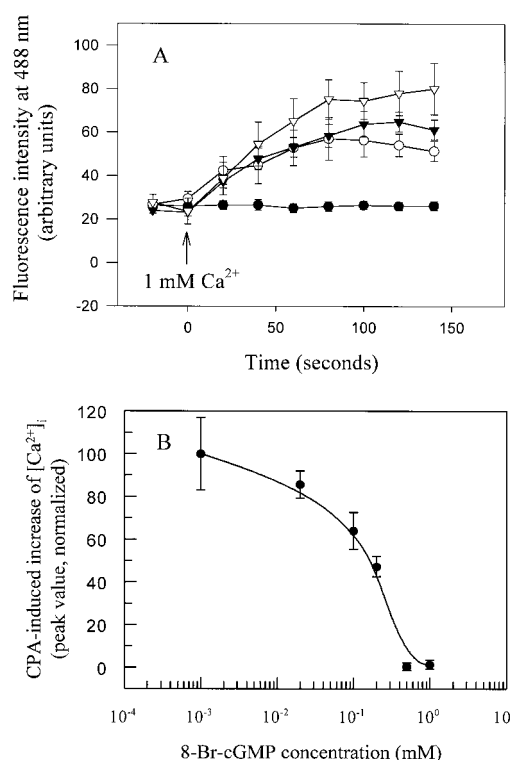 A
Fluorescence intensity at 488 nm
(arbitrary units)
100
80
60
40
20
0
-20
1 mM Ca²⁺
0
50
100
150
Time (seconds)
B
CPA-induced increase of [Ca²⁺]ᵢ
(peak value, normalized)
120
100
80
60
40
20
0
10⁻⁴
10⁻³
10⁻²
10⁻¹
10⁰
10
8-Br-cGMP concentration (mM)